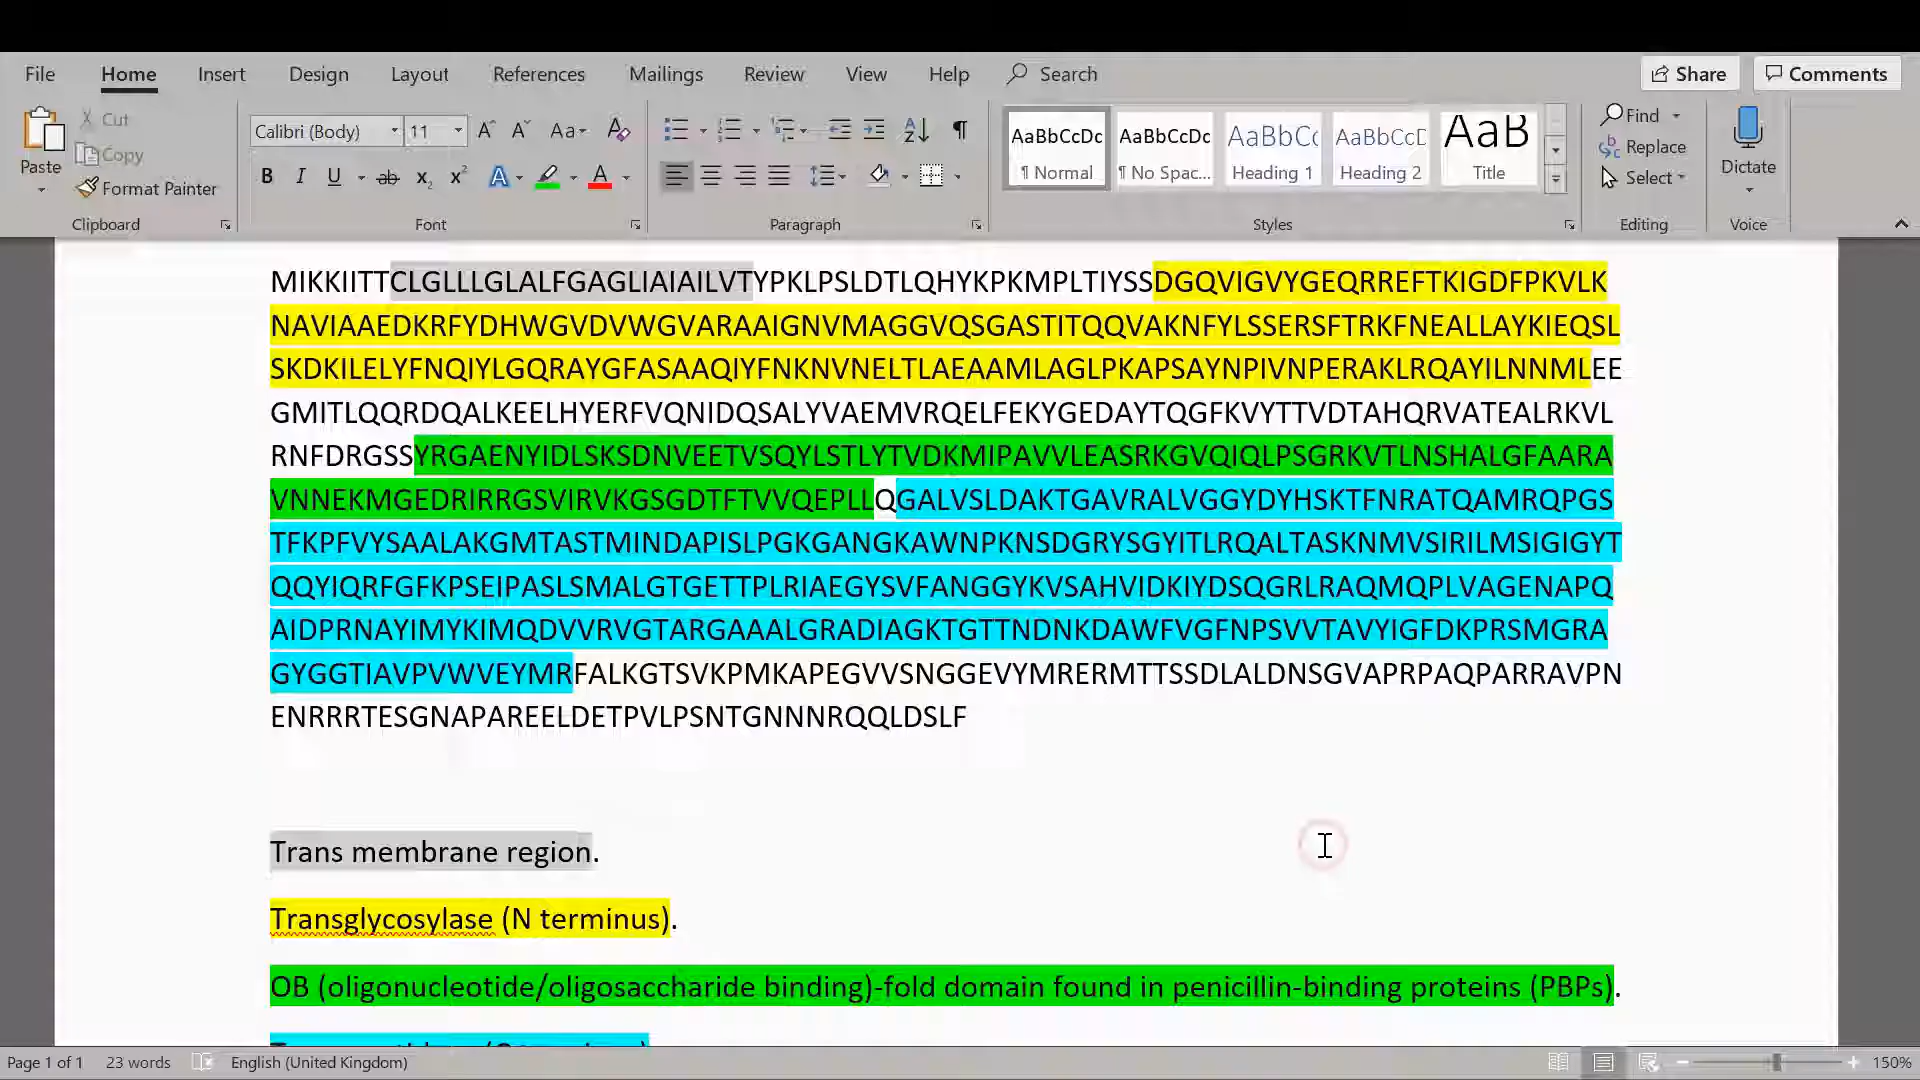 File Home Insert Design Layout References Mailings Review View Help Search Share Comments
Paste Cut Copy Format Painter Clipboard
Calibri (Body) 11 Aa
B I U ab x₂ x² A A Font
Paragraph
AaBbCcDc AaBbCcDc AaBbCc AaBbCcD AaB
¶ Normal ¶ No Spac... Heading 1 Heading 2 Title
Styles
Find Replace Select Editing
Dictate Voice
MIKKIITTCLGLLLGLALFGAGLIAIAILVTYPKLPSLDTLQHYKPKMPLTIYSSDGQVIGVYGEQRREFTKIGDFPKVLK
NAVIAAEDKRFYDHWGVDVWGVARAAIGNVMAGGVQSGASTITQQVAKNFYLSSERSFTRKFNEALLAYKIEQSL
SKDKILELYFNQIYLGQRAYGFASAAQIYFNKNVNELTLAEAAMLAGLPKAPSAYNPIVNPERAKLRQAYILNNMLEE
GMITLQQRDQALKEELHYERFVQNIDQSALYVAEMVRQELFEKYGEDAYTQGFKVYTTVDTAHQRVATEALRKVL
RNFDRGSSYRGAENYIDLSKSDNVEETVSQYLSTLYTVDKMIPAVVLEASRKGVQIQLPSGRKVTLNSHALGFAARA
VNNEKMGEDRIRRGSVIRVKGSGDTFTVVQEPLLQGALVSLDAKTGAVRALVGGYDYHSKTFNRATQAMRQPGS
TFKPFVYSAALAKGMTASTMINDAPISLPGKGANGKAWNPKNSDGRYSGYITLRQALTASKNMVSIRILMSIGIGYT
QQYIQRFGFKPSEIPASLSMALGTGETTPLRIAEGYSVFANGGYKVSAHVIDKIYDSQGRLRAQMQPLVAGENAPQ
AIDPRNAYIMYKIMQDVVRVGTARGAAALGRADIAGKTGTTNDNKDAWFVGFNPSVVTAVYIGFDKPRSMGRA
GYGGTIAVPVWVEYMRFALKGTSVKPMKAPEGVVSNGGEVYMRERMTTSSDLALDNSGVAPRPAQPARRAVPN
ENRRRTESGNAPAREELDETPVLPSNTGNNNRQQLDSLF
Trans membrane region.
Transglycosylase (N terminus).
OB (oligonucleotide/oligosaccharide binding)-fold domain found in penicillin-binding proteins (PBPs).
Page 1 of 1 23 words English (United Kingdom) 150%